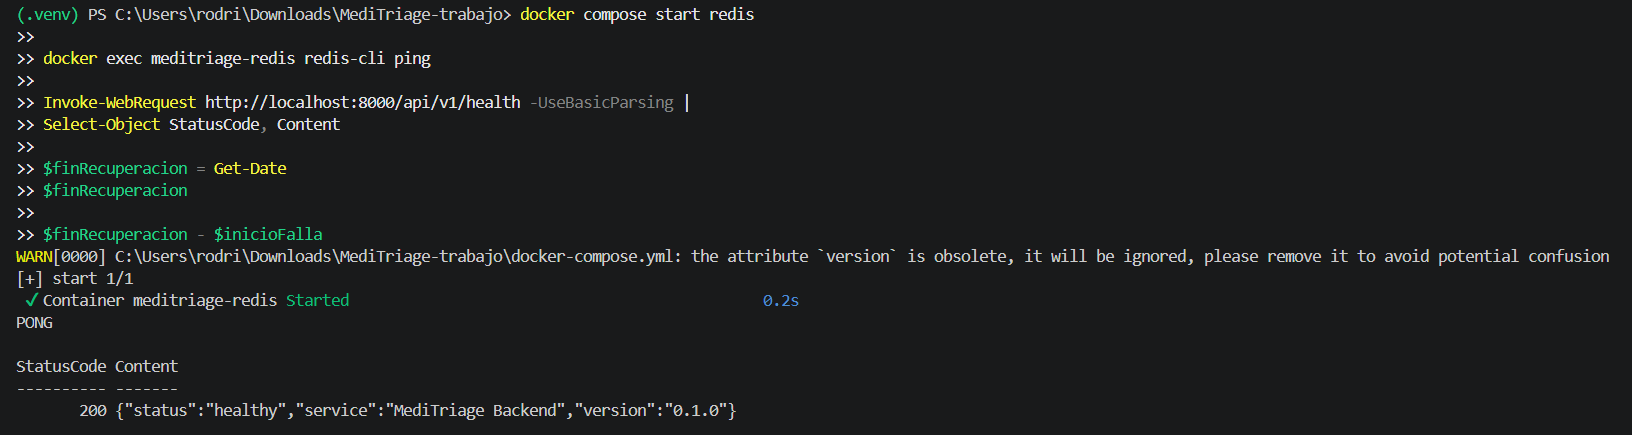 (.venv) PS C:\Users\rodri\Downloads\MediTriage-trabajo> docker compose start redis
>>
>> docker exec meditriage-redis redis-cli ping
>>
>> Invoke-WebRequest http://localhost:8000/api/v1/health -UseBasicParsing |
>> Select-Object StatusCode, Content
>>
>> $finRecuperacion = Get-Date
>> $finRecuperacion
>>
>> $finRecuperacion - $inicioFalla
WARN[0000] C:\Users\rodri\Downloads\MediTriage-trabajo\docker-compose.yml: the attribute `version` is obsolete, it will be ignored, please remove it to avoid potential confusion
[+] start 1/1
✓ Container meditriage-redis Started 0.2s
PONG
StatusCode Content
---------- -------
200 {"status":"healthy","service":"MediTriage Backend","version":"0.1.0"}